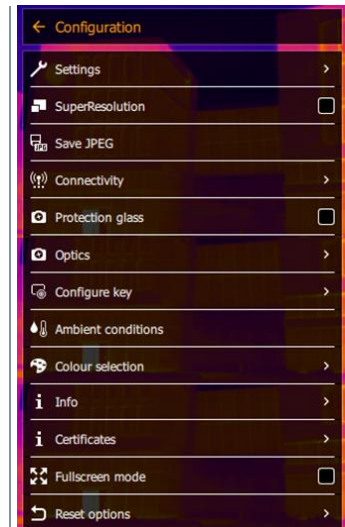 Configuration
Settings
SuperResolution
Save JPEG
Connectivity
Protection glass
Optics
Configure key
Ambient conditions
Colour selection
Info
Certificates
Fullscreen mode
Reset options